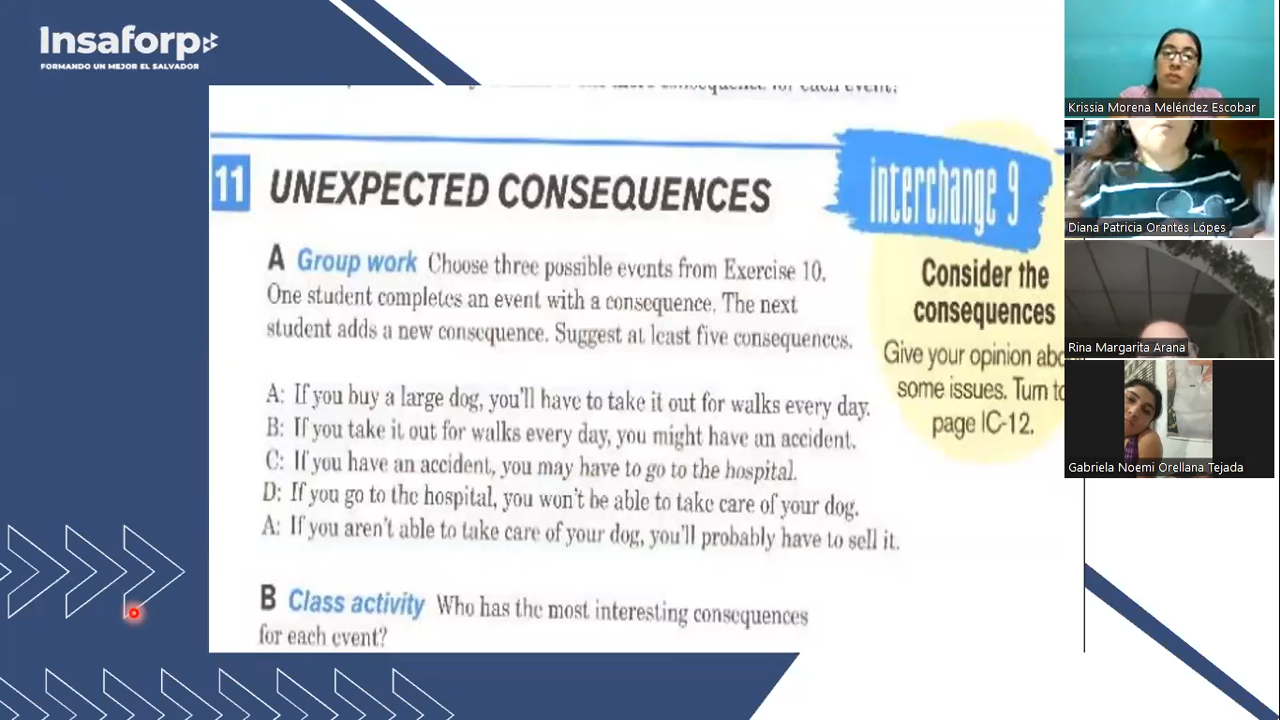 Insaforp
FORMANDO UN MEJOR EL SALVADOR
consequence for each event?
11 UNEXPECTED CONSEQUENCES
interchange 9
A Group work Choose three possible events from Exercise 10.
One student completes an event with a consequence. The next
student adds a new consequence. Suggest at least five consequences.
A: If you buy a large dog, you'll have to take it out for walks every day.
B: If you take it out for walks every day, you might have an accident.
C: If you have an accident, you may have to go to the hospital.
D: If you go to the hospital, you won't be able to take care of your dog.
A: If you aren't able to take care of your dog, you'll probably have to sell it.
B Class activity Who has the most interesting consequences
for each event?
Consider the
consequences
Give your opinion
some issues. Turn to
page IC-12.
Krissia Morena Meléndez Escobar
Diana Patricia Orantes Lópes
Rina Margarita Arana
Gabriela Noemi Orellana Tejada